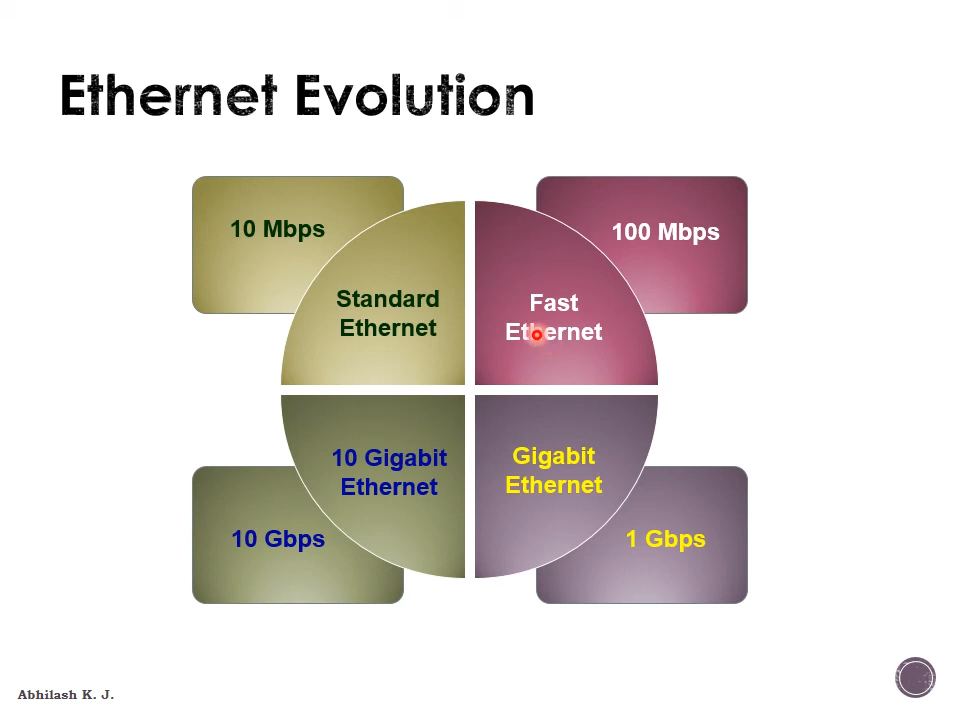 Ethernet Evolution
10 Mbps
100 Mbps
Standard
Ethernet
Fast
Ethernet
10 Gigabit
Ethernet
Gigabit
Ethernet
10 Gbps
1 Gbps
Abhilash K. J.